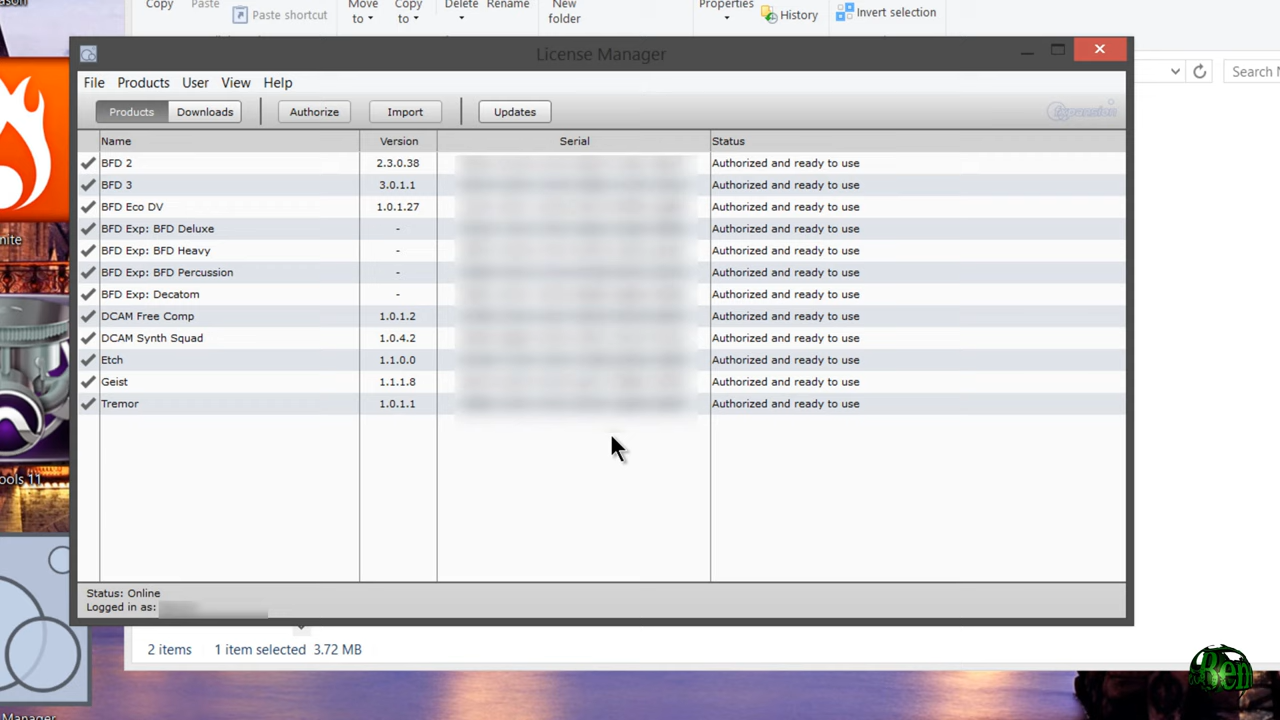 Copy
Paste
Paste shortcut
Move
to
Copy
to
Delete
Rename
New
folder
Properties
History
Invert selection
License Manager
Search
File Products User View Help
Products Downloads Authorize Import Updates
Name Version Serial Status
BFD 2 2.3.0.38 Authorized and ready to use
BFD 3 3.0.1.1 Authorized and ready to use
BFD Eco DV 1.0.1.27 Authorized and ready to use
BFD Exp: BFD Deluxe - Authorized and ready to use
BFD Exp: BFD Heavy - Authorized and ready to use
BFD Exp: BFD Percussion - Authorized and ready to use
BFD Exp: Decatom - Authorized and ready to use
DCAM Free Comp 1.0.1.2 Authorized and ready to use
DCAM Synth Squad 1.0.4.2 Authorized and ready to use
Etch 1.1.0.0 Authorized and ready to use
Geist 1.1.1.8 Authorized and ready to use
Tremor 1.0.1.1 Authorized and ready to use
ools 11
Status: Online
Logged in as:
2 items 1 item selected 3.72 MB
Ben
Manager